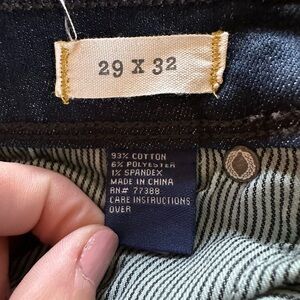 29 X 32
93% COTTON
6% POLYESTER
1% SPANDEX
MADE IN CHINA
RN# 77388
CARE INSTRUCTIONS
OVER